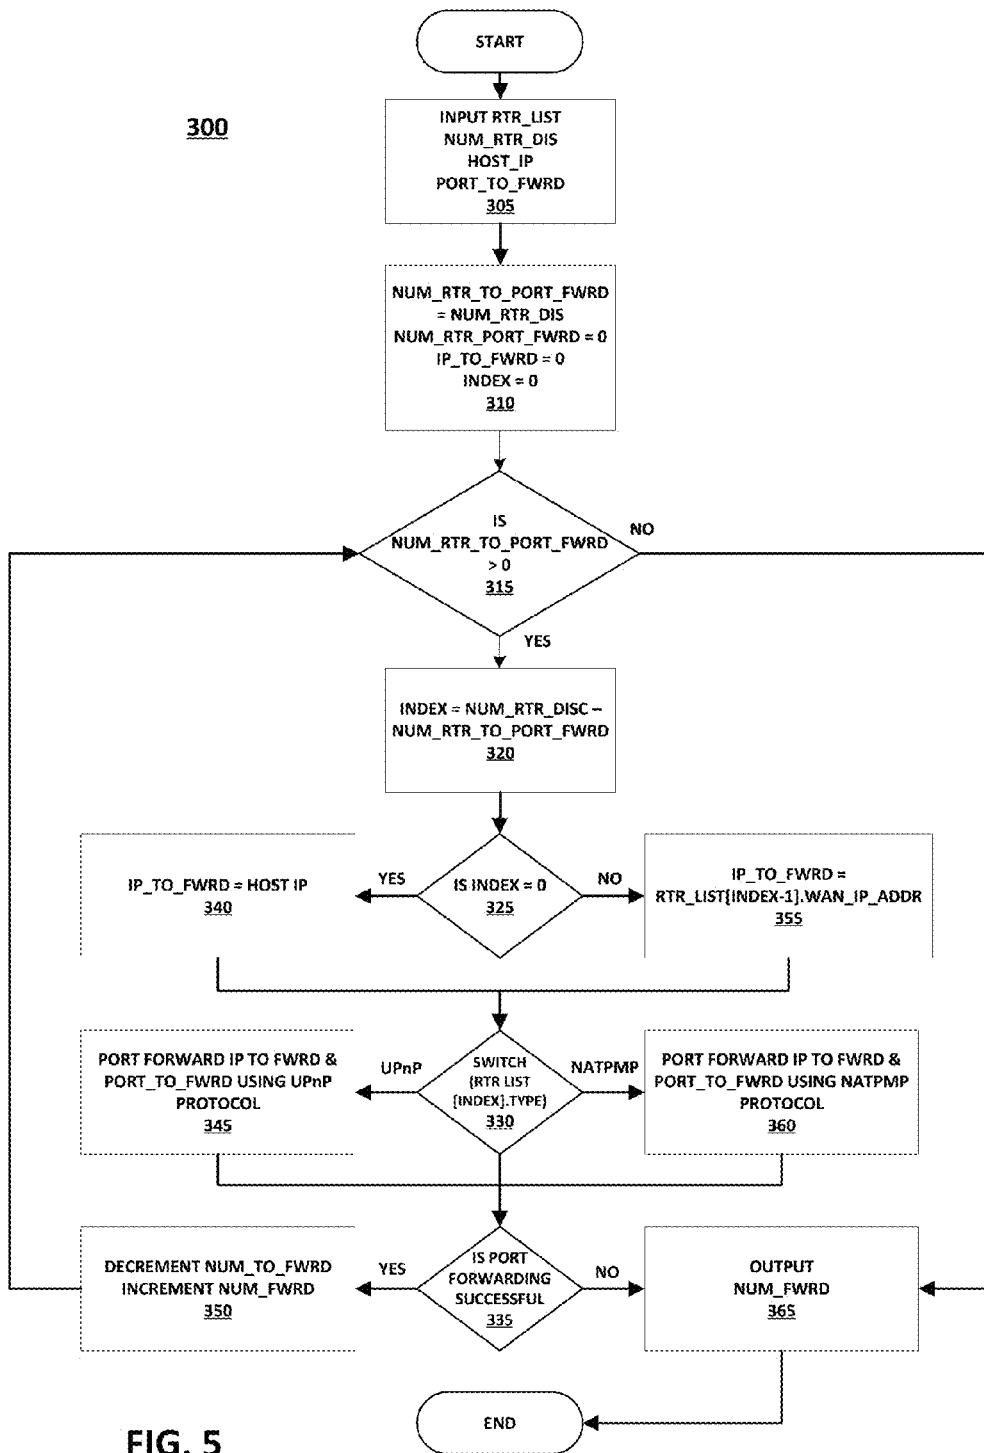 START
300
INPUT RTR_LIST
NUM_RTR_DIS
HOST_IP
PORT_TO_FWRD
305
NUM_RTR_TO_PORT_FWRD
= NUM_RTR_DIS
NUM_RTR_PORT_FWRD = 0
IP_TO_FWRD = 0
INDEX = 0
310
IS
NUM_RTR_TO_PORT_FWRD
> 0
315
NO
YES
INDEX = NUM_RTR_DISC –
NUM_RTR_TO_PORT_FWRD
320
IP_TO_FWRD = HOST IP
340
YES
IS INDEX = 0
325
NO
IP_TO_FWRD =
RTR_LIST[INDEX-1].WAN_IP_ADDR
355
PORT FORWARD IP TO FWRD &
PORT_TO_FWRD USING UPnP
PROTOCOL
345
UPnP
SWITCH
(RTR LIST
[INDEX].TYPE)
330
NATPMP
PORT FORWARD IP TO FWRD &
PORT_TO_FWRD USING NATPMP
PROTOCOL
360
DECREMENT NUM_TO_FWRD
INCREMENT NUM_FWRD
350
YES
IS PORT
FORWARDING
SUCCESSFUL
335
NO
OUTPUT
NUM_FWRD
365
END
FIG. 5